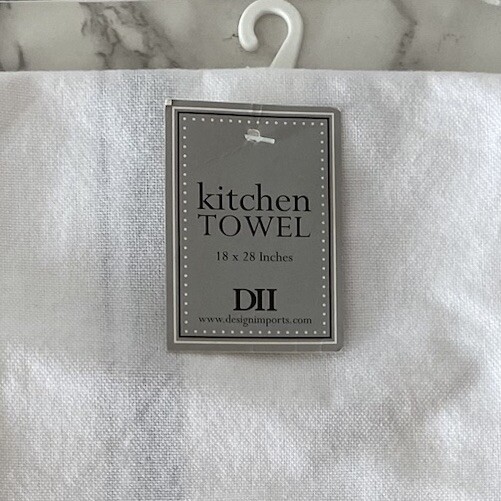 kitchen
TOWEL
18 x 28 Inches
DII
www.designimports.com